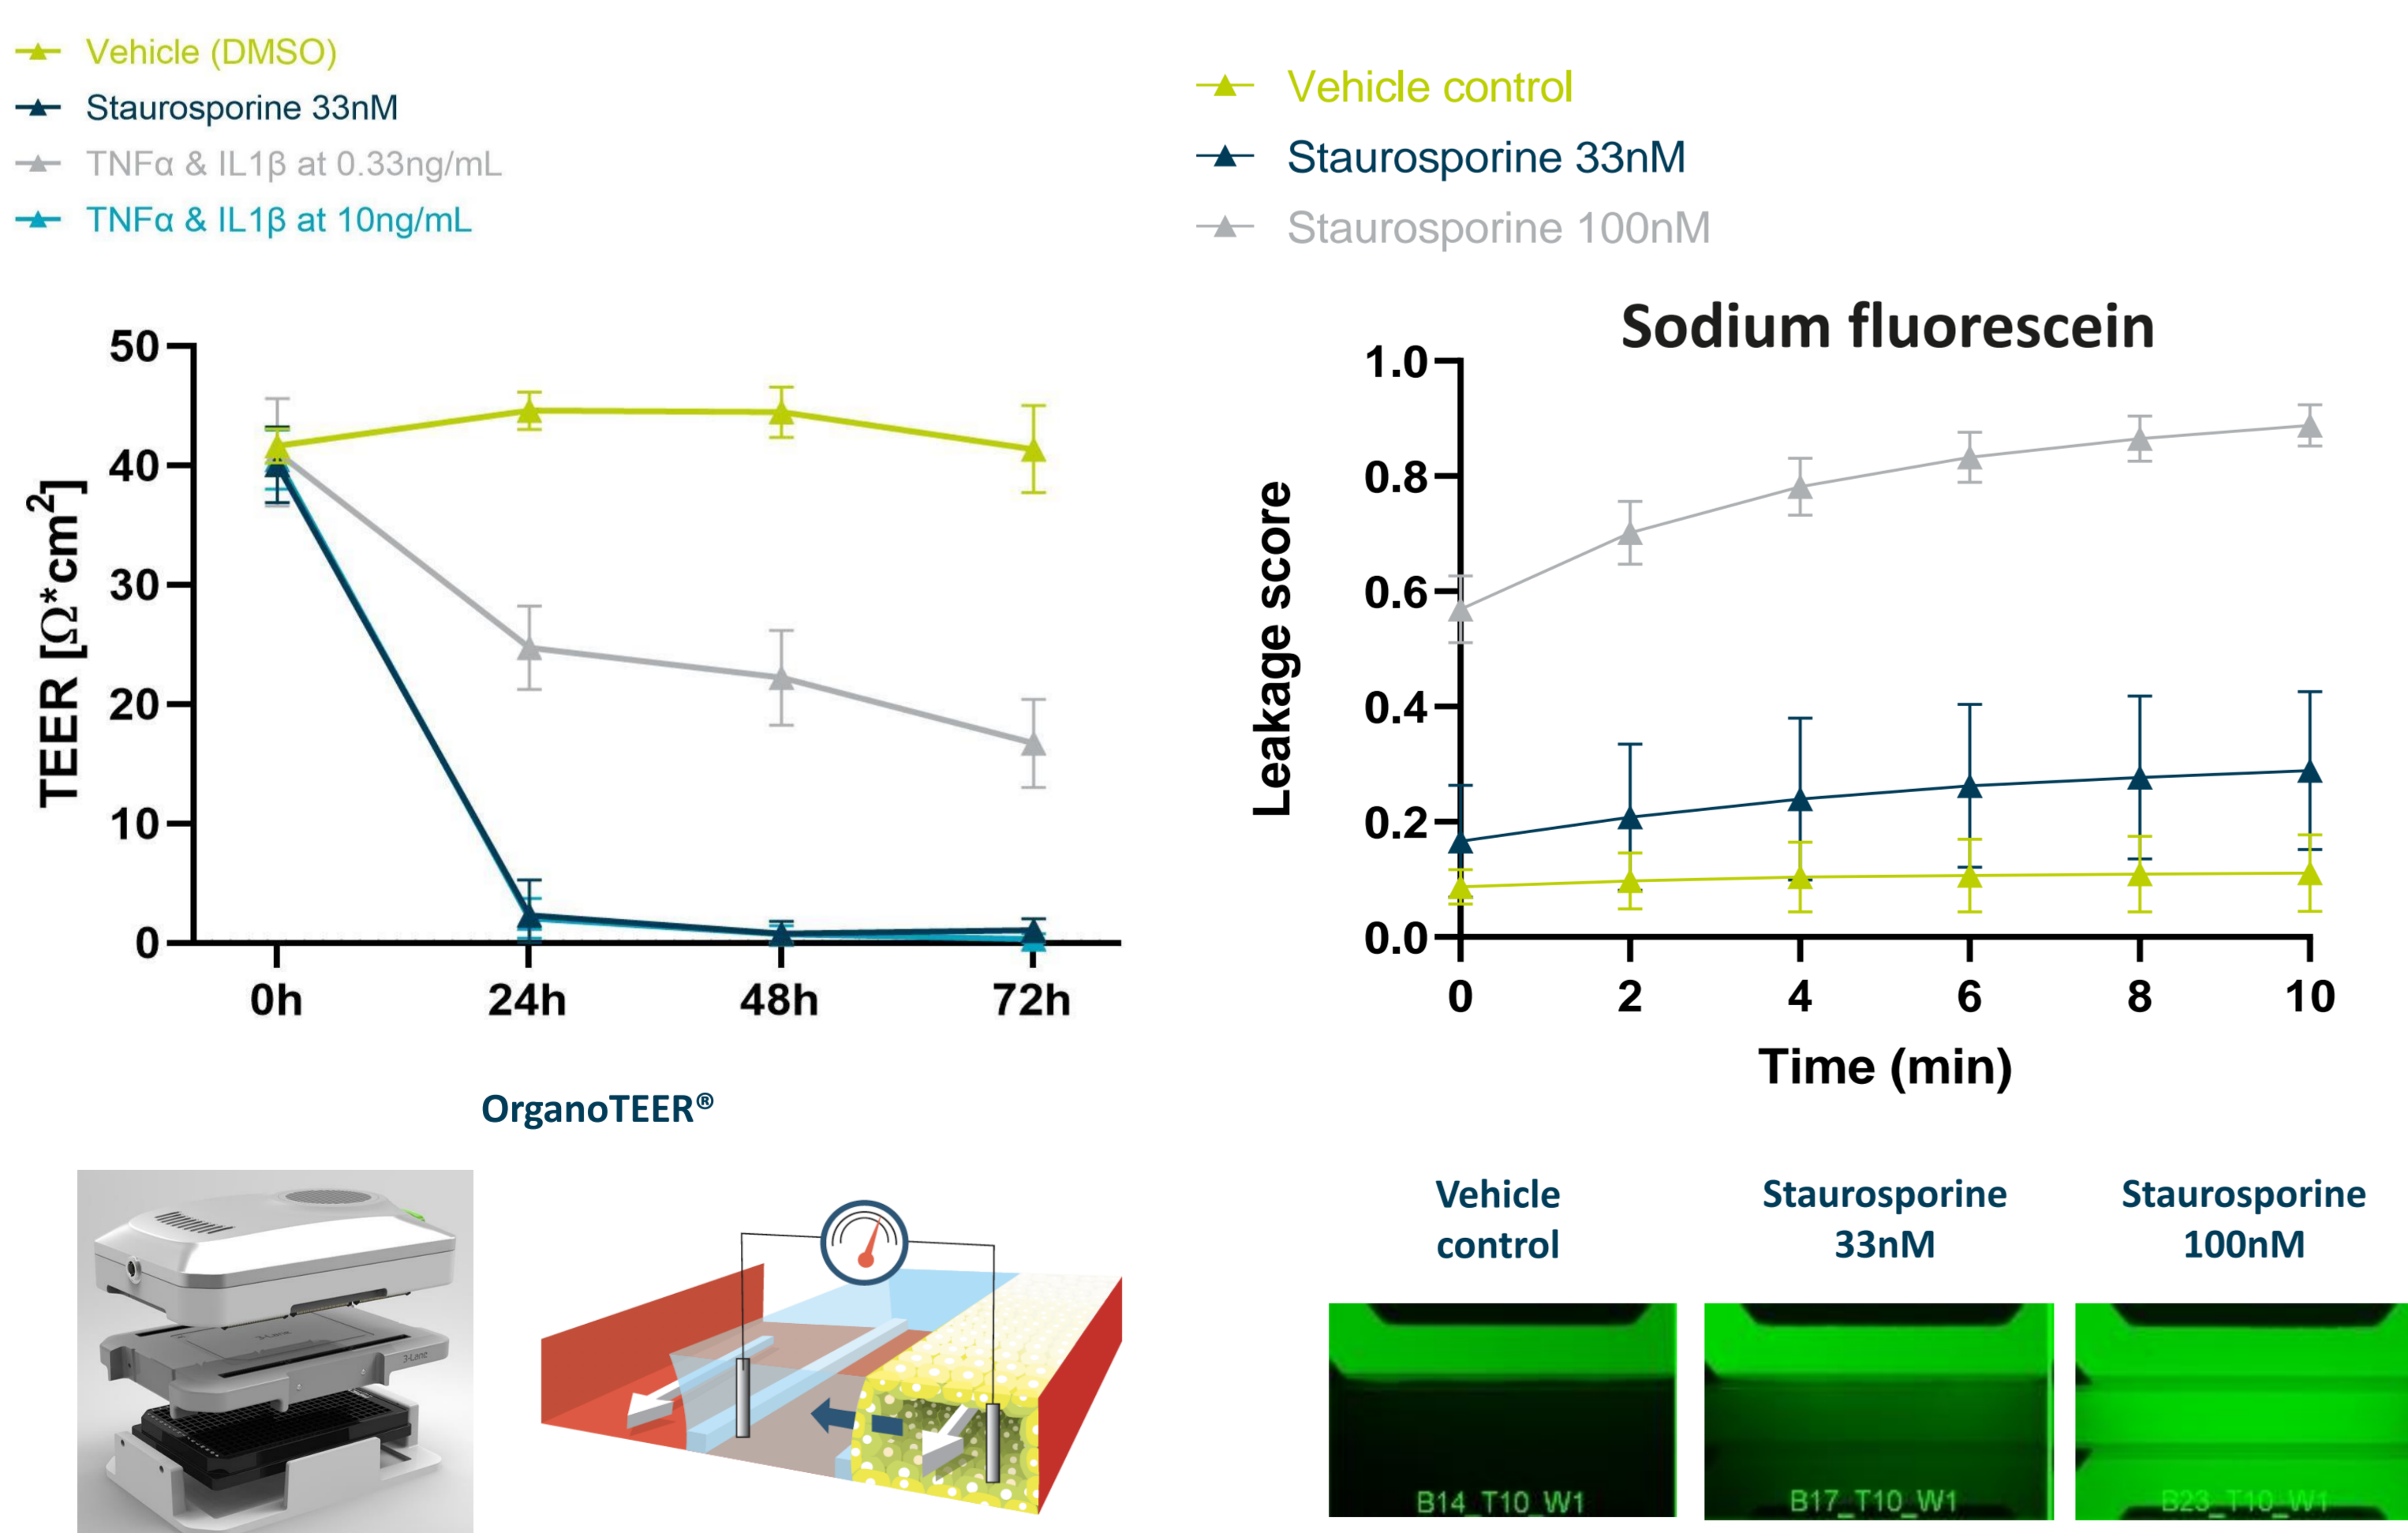 Vehicle (DMSO)
Staurosporine 33nM
TNFα & IL1β at 0.33ng/mL
TNFα & IL1β at 10ng/mL
TEER [Ω*cm²]
50
40
30
20
10
0
0h
24h
48h
72h
OrganoTEER®
3-Lane
Vehicle control
Staurosporine 33nM
Staurosporine 100nM
Sodium fluorescein
Leakage score
1.0
0.8
0.6
0.4
0.2
0.0
0
2
4
6
8
10
Time (min)
Vehicle
control
Staurosporine
33nM
Staurosporine
100nM
B14_T10_W1
B17_T10_W1
B23_T10_W1